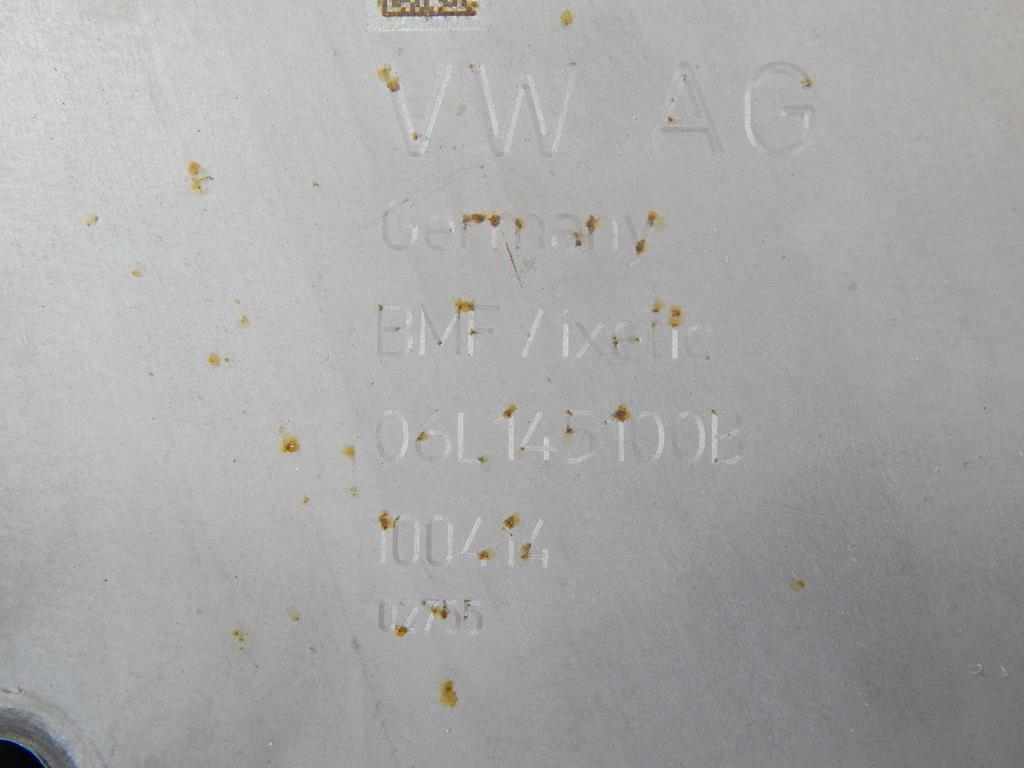 VW AG
Germany
BMF/ixetic
06L145100B
100414
02755